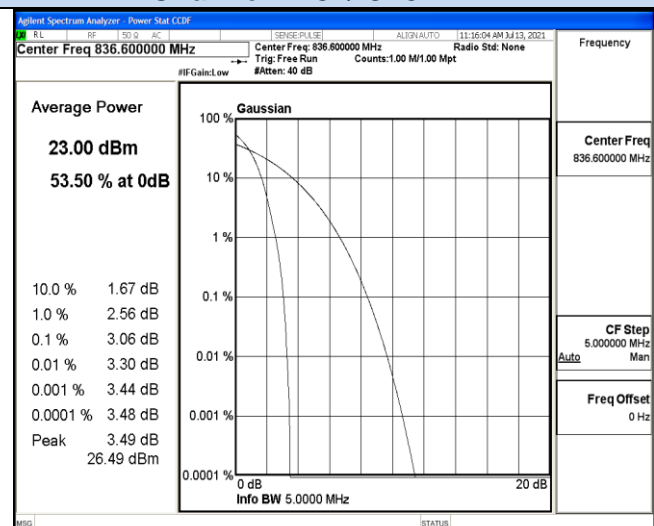 Agilent Spectrum Analyzer - Power Stat CCDF
RL RF 50 Ω AC SENSE:PULSE ALIGNAUTO 11:16:04 AM Jul 13, 2021
Center Freq 836.600000 MHz
Center Freq: 836.600000 MHz Radio Std: None
Trig: Free Run Counts:1.00 M/1.00 Mpt
#IFGain:Low #Atten: 40 dB
Frequency
Average Power
23.00 dBm
53.50 % at 0dB
10.0 % 1.67 dB
1.0 % 2.56 dB
0.1 % 3.06 dB
0.01 % 3.30 dB
0.001 % 3.44 dB
0.0001 % 3.48 dB
Peak 3.49 dB
26.49 dBm
Gaussian
100 %
10 %
1 %
0.1 %
0.01 %
0.001 %
0.0001 %
0 dB 20 dB
Info BW 5.0000 MHz
Center Freq
836.600000 MHz
CF Step
5.000000 MHz
Auto Man
Freq Offset
0 Hz
MSG STATUS